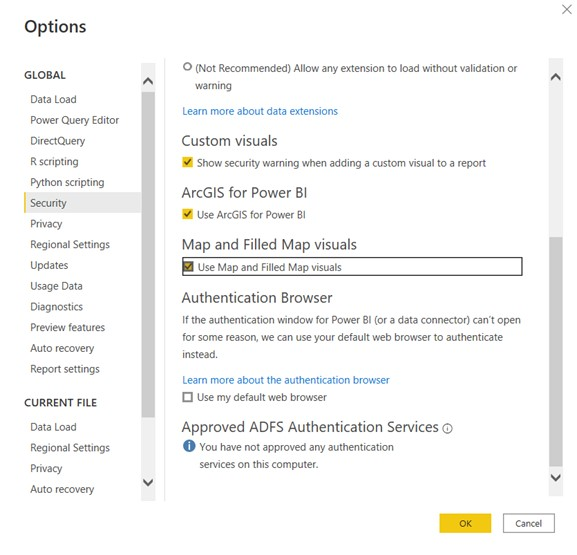 Options
GLOBAL
Data Load
Power Query Editor
DirectQuery
R scripting
Python scripting
Security
Privacy
Regional Settings
Updates
Usage Data
Diagnostics
Preview features
Auto recovery
Report settings
CURRENT FILE
Data Load
Regional Settings
Privacy
Auto recovery
(Not Recommended) Allow any extension to load without validation or
warning
Learn more about data extensions
Custom visuals
Show security warning when adding a custom visual to a report
ArcGIS for Power BI
Use ArcGIS for Power BI
Map and Filled Map visuals
Use Map and Filled Map visuals
Authentication Browser
If the authentication window for Power BI (or a data connector) can't open
for some reason, we can use your default web browser to authenticate
instead.
Learn more about the authentication browser
Use my default web browser
Approved ADFS Authentication Services
You have not approved any authentication
services on this computer.
OK
Cancel